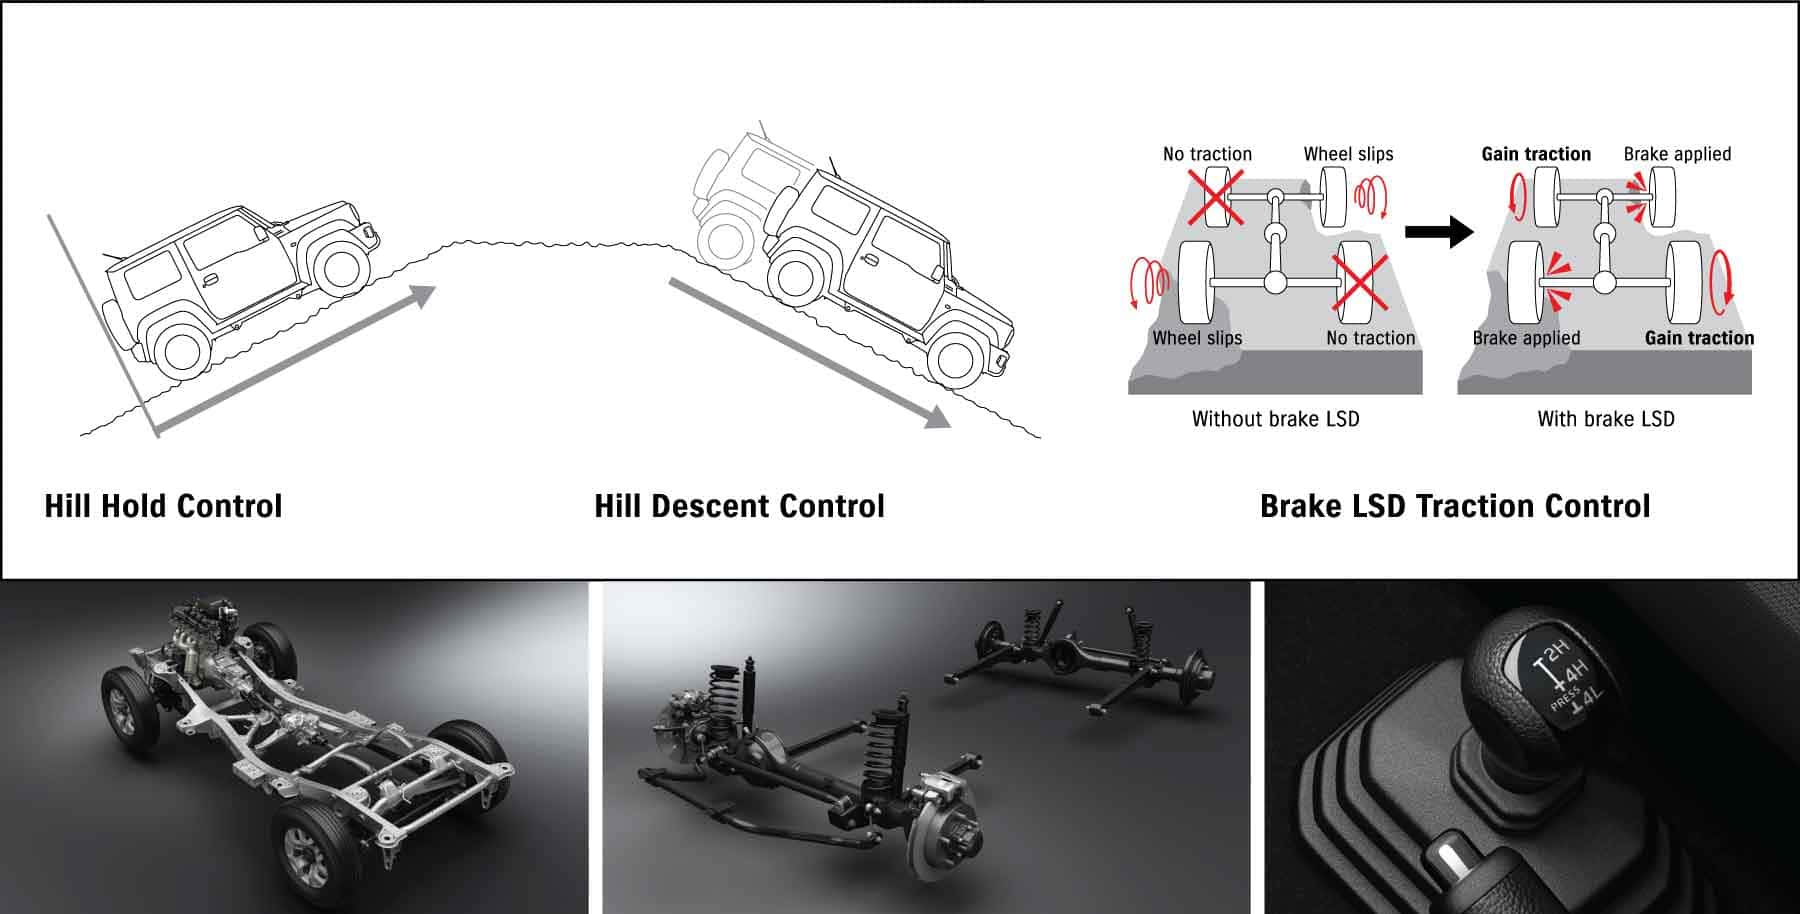 No traction
Wheel slips
Wheel slips
No traction
Without brake LSD
Gain traction
Brake applied
Brake applied
Gain traction
With brake LSD
Hill Hold Control
Hill Descent Control
Brake LSD Traction Control
2H
4H
PRESS
4L